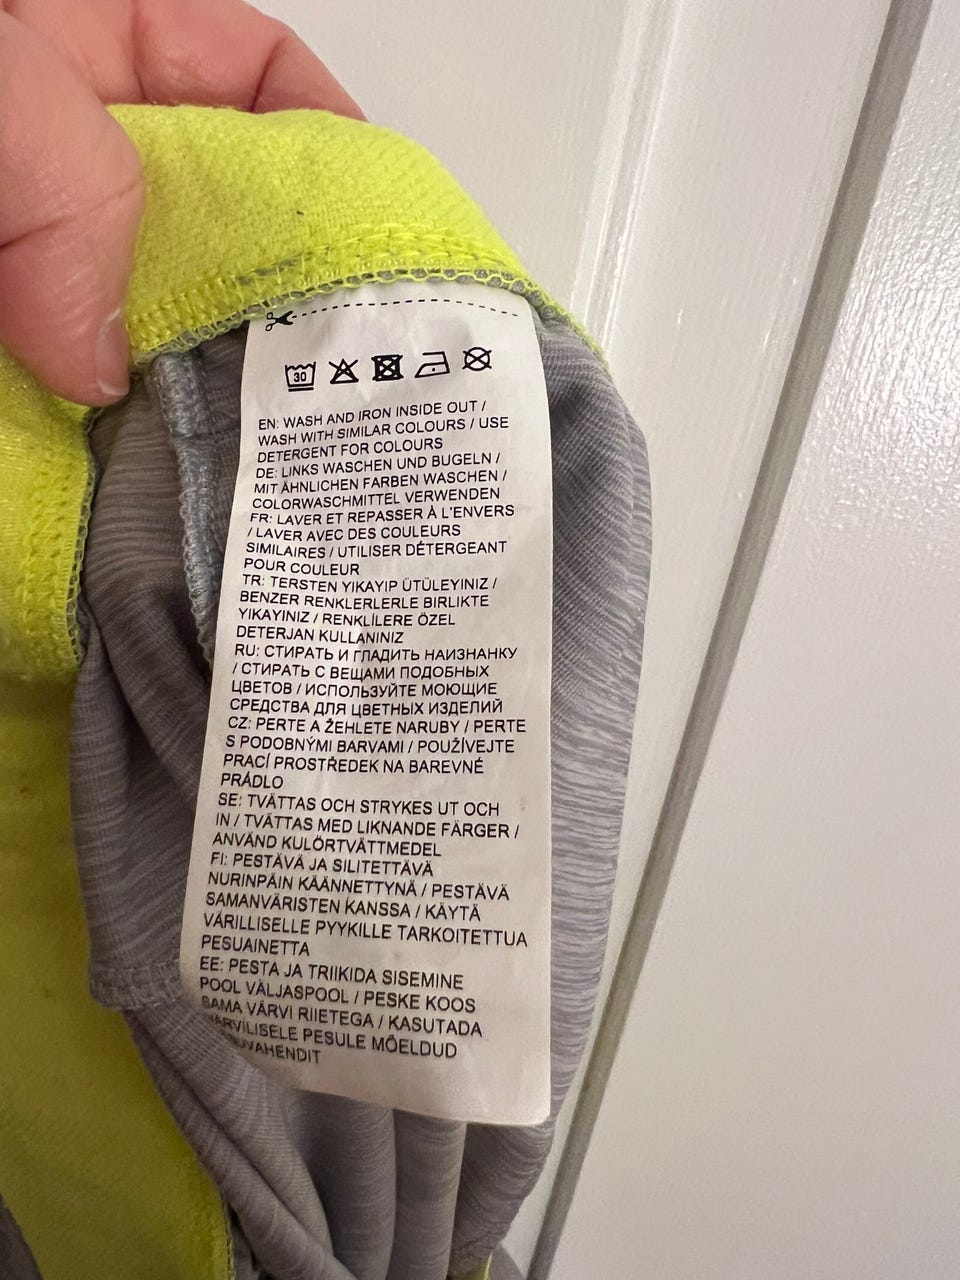 30
EN: WASH AND IRON INSIDE OUT /
WASH WITH SIMILAR COLOURS / USE
DETERGENT FOR COLOURS
DE: LINKS WASCHEN UND BUGELN /
MIT ÄHNLICHEN FARBEN WASCHEN /
COLORWASCHMITTEL VERWENDEN
FR: LAVER ET REPASSER À L'ENVERS
/ LAVER AVEC DES COULEURS
SIMILAIRES / UTILISER DÉTERGEANT
POUR COULEUR
TR: TERSTEN YIKAYIP ÜTÜLEYINIZ /
BENZER RENKLERLERLE BIRLIKTE
YIKAYINIZ / RENKLİLERE ÖZEL
DETERJAN KULLANINIZ
RU: СТИРАТЬ И ГЛАДИТЬ НАИЗНАНКУ
/ СТИРАТЬ С ВЕЩАМИ ПОДОБНЫХ
ЦВЕТОВ / ИСПОЛЬЗУЙТЕ МОЮЩИЕ
СРЕДСТВА ДЛЯ ЦВЕТНЫХ ИЗДЕЛИЙ
CZ: PERTE A ŽEHLETE NARUBY / PERTE
S PODOBNÝMI BARVAMI / POUŽÍVEJTE
PRACÍ PROSTŘEDEK NA BAREVNÉ
PRÁDLO
SE: TVÄTTAS OCH STRYKES UT OCH
IN / TVÄTTAS MED LIKNANDE FÄRGER /
ANVÄND KULÖRTVÄTTMEDEL
FI: PESTÄVÄ JA SILITETTÄVÄ
NURINPÄIN KÄÄNNETTYNÄ / PESTÄVÄ
SAMANVÄRISTEN KANSSA / KÄYTÄ
VÄRILLISELLE PYYKILLE TARKOITETTUA
PESUAINETTA
EE: PESTA JA TRIIKIDA SISEMINE
POOL VÄLJASPOOL / PESKE KOOS
SAMA VÄRVI RIIETEGA / KASUTADA
VÄRVILISELE PESULE MÕELDUD